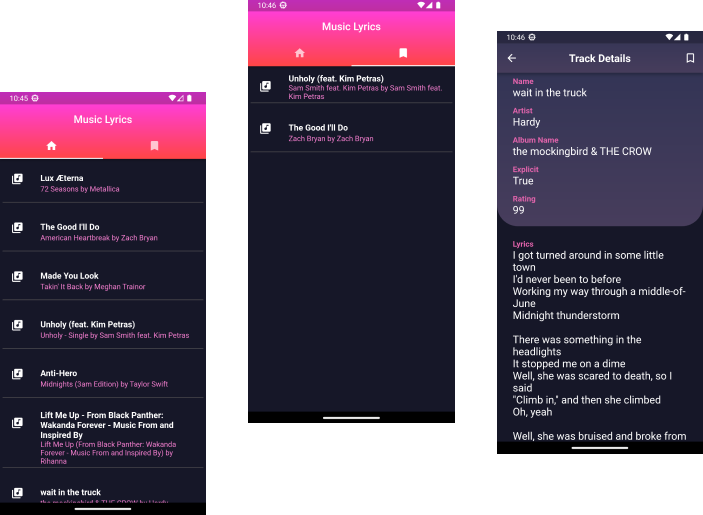 10:45
Music Lyrics
Lux Æterna
72 Seasons by Metallica
The Good I'll Do
American Heartbreak by Zach Bryan
Made You Look
Takin' It Back by Meghan Trainor
Unholy (feat. Kim Petras)
Unholy - Single by Sam Smith feat. Kim Petras
Anti-Hero
Midnights (3am Edition) by Taylor Swift
Lift Me Up - From Black Panther:
Wakanda Forever - Music From and
Inspired By
Lift Me Up (From Black Panther: Wakanda
Forever - Music From and Inspired By) by
Rihanna
wait in the truck
the mockingbird & THE CROW by Hardy
10:46
Music Lyrics
Unholy (feat. Kim Petras)
Sam Smith feat. Kim Petras by Sam Smith feat.
Kim Petras
The Good I'll Do
Zach Bryan by Zach Bryan
10:46
Track Details
Name
wait in the truck
Artist
Hardy
Album Name
the mockingbird & THE CROW
Explicit
True
Rating
99
Lyrics
I got turned around in some little
town
I'd never been to before
Working my way through a middle-of-
June
Midnight thunderstorm
There was something in the
headlights
It stopped me on a dime
Well, she was scared to death, so I
said
"Climb in," and then she climbed
Oh, yeah
Well, she was bruised and broke from